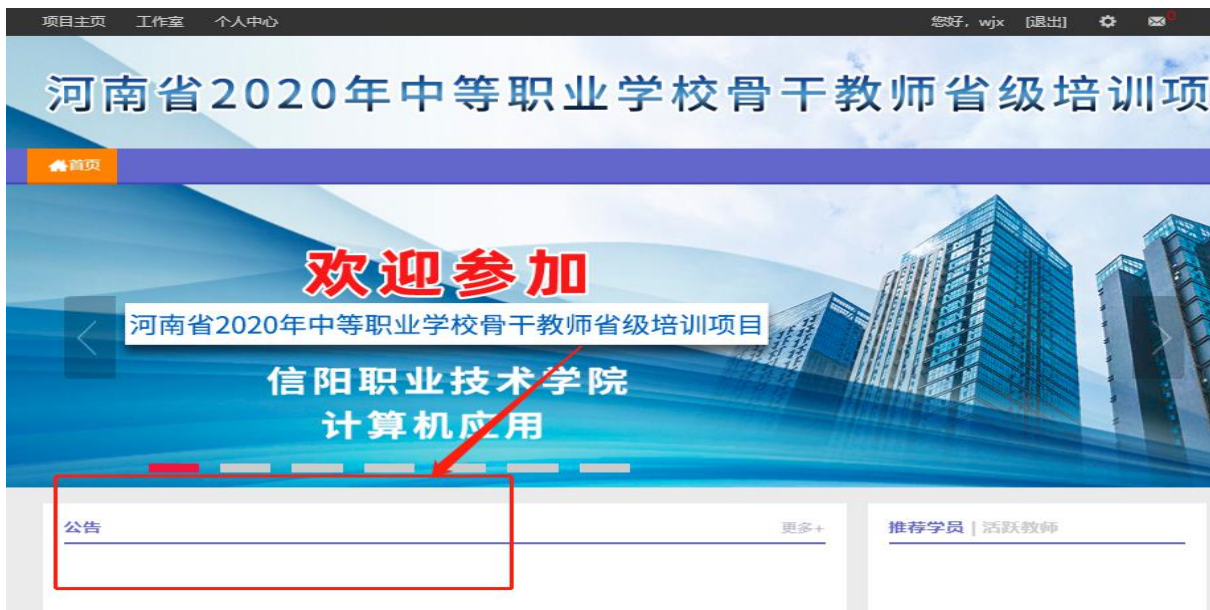 项目主页 工作室 个人中心 您好, wjx [退出] 0
河南省2020年中等职业学校骨干教师省级培训项
首页
欢迎参加
河南省2020年中等职业学校骨干教师省级培训项目
信阳职业技术学院
计算机应用
公告 更多+ 推荐学员 | 活跃教师